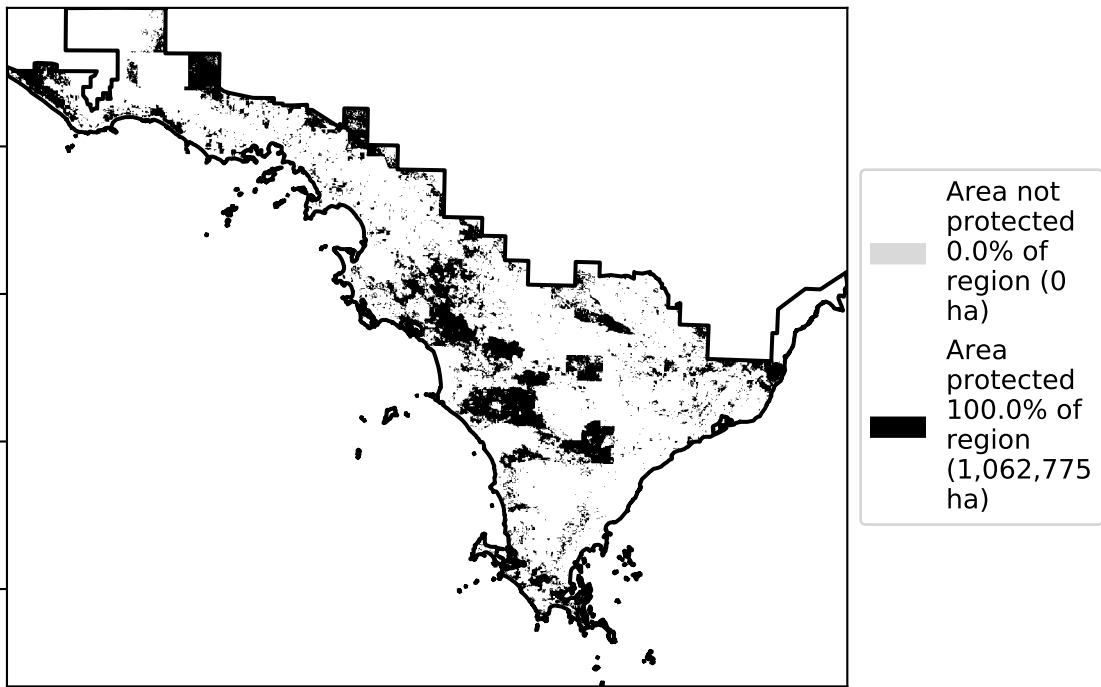 Area not
protected
0.0% of
region (0
ha)
Area
protected
100.0% of
region
(1,062,775
ha)